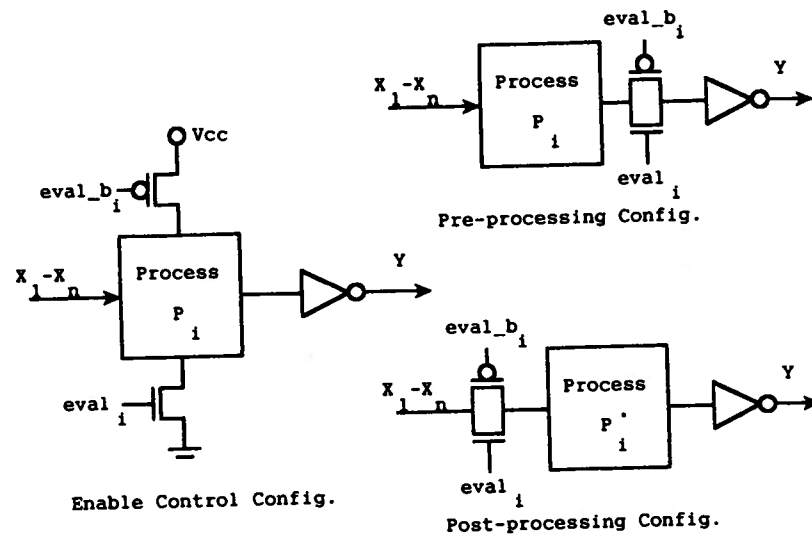 Vcc
eval_b i
X 1 -X n
Process
P i
Y
eval i
Enable Control Config.
eval_b i
X 1 -X n
Process
P i
Y
eval i
Pre-processing Config.
eval_b i
X 1 -X n
Process
P i
Y
eval i
Post-processing Config.